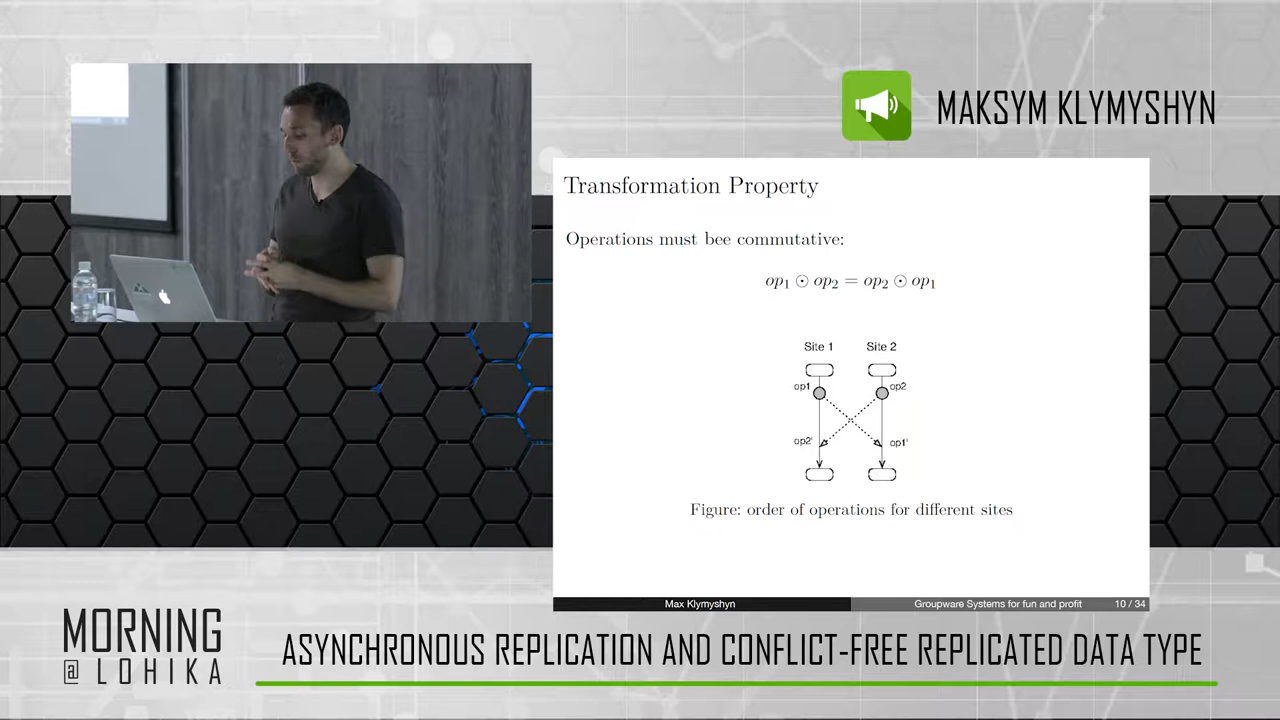 MAKSYM KLYMYSHYN
Transformation Property
Operations must bee commutative:
op₁ ⊙ op₂ = op₂ ⊙ op₁
Site 1 Site 2
op1 op2
op2' op1'
Figure: order of operations for different sites
Max Klymyshyn Groupware Systems for fun and profit 10 / 34
MORNING
@ LOHIKA
ASYNCHRONOUS REPLICATION AND CONFLICT-FREE REPLICATED DATA TYPE